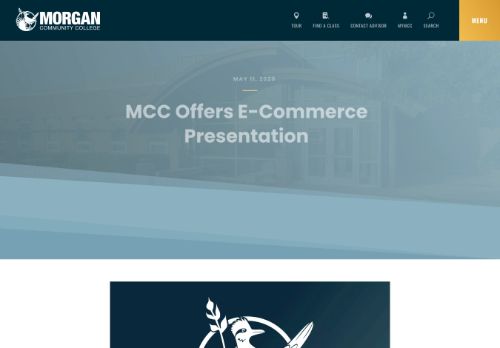 MORGAN
COMMUNITY COLLEGE
TOUR
FIND A CLASS
CONTACT ADVISOR
MYMCC
SEARCH
MENU
MAY 11, 2020
MCC Offers E-Commerce
Presentation